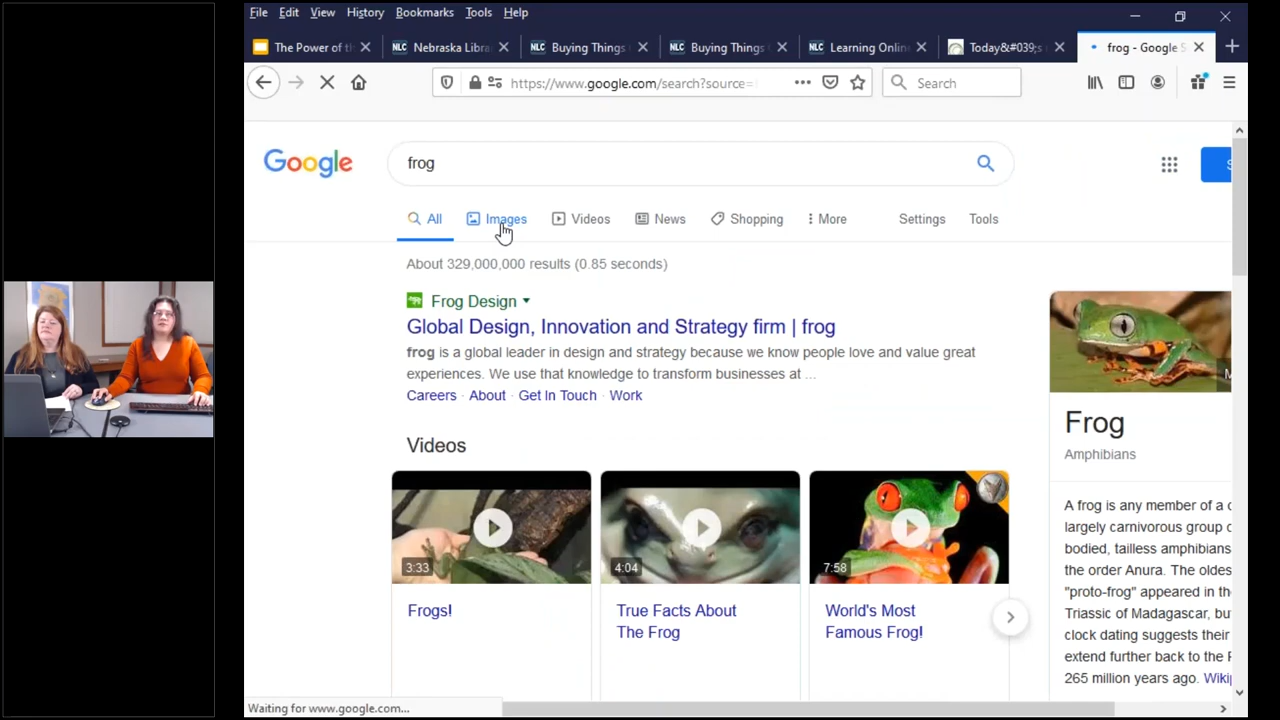 File Edit View History Bookmarks Tools Help
The Power of th
NLC Nebraska Libra
NLC Buying Things
NLC Buying Things
NLC Learning Onlin
Today&#039;s
frog - Google S
https://www.google.com/search?source=
Search
Google
frog
S
All Images Videos News Shopping More Settings Tools
About 329,000,000 results (0.85 seconds)
Frog Design
Global Design, Innovation and Strategy firm | frog
frog is a global leader in design and strategy because we know people love and value great
experiences. We use that knowledge to transform businesses at ...
Careers · About · Get In Touch · Work
Videos
3:33
4:04
7:58
Frogs!
True Facts About
The Frog
World's Most
Famous Frog!
M
Frog
Amphibians
A frog is any member of a
largely carnivorous group
bodied, tailless amphibians
the order Anura. The oldes
"proto-frog" appeared in th
Triassic of Madagascar, bu
clock dating suggests their
extend further back to the
265 million years ago. Wiki
Waiting for www.google.com...